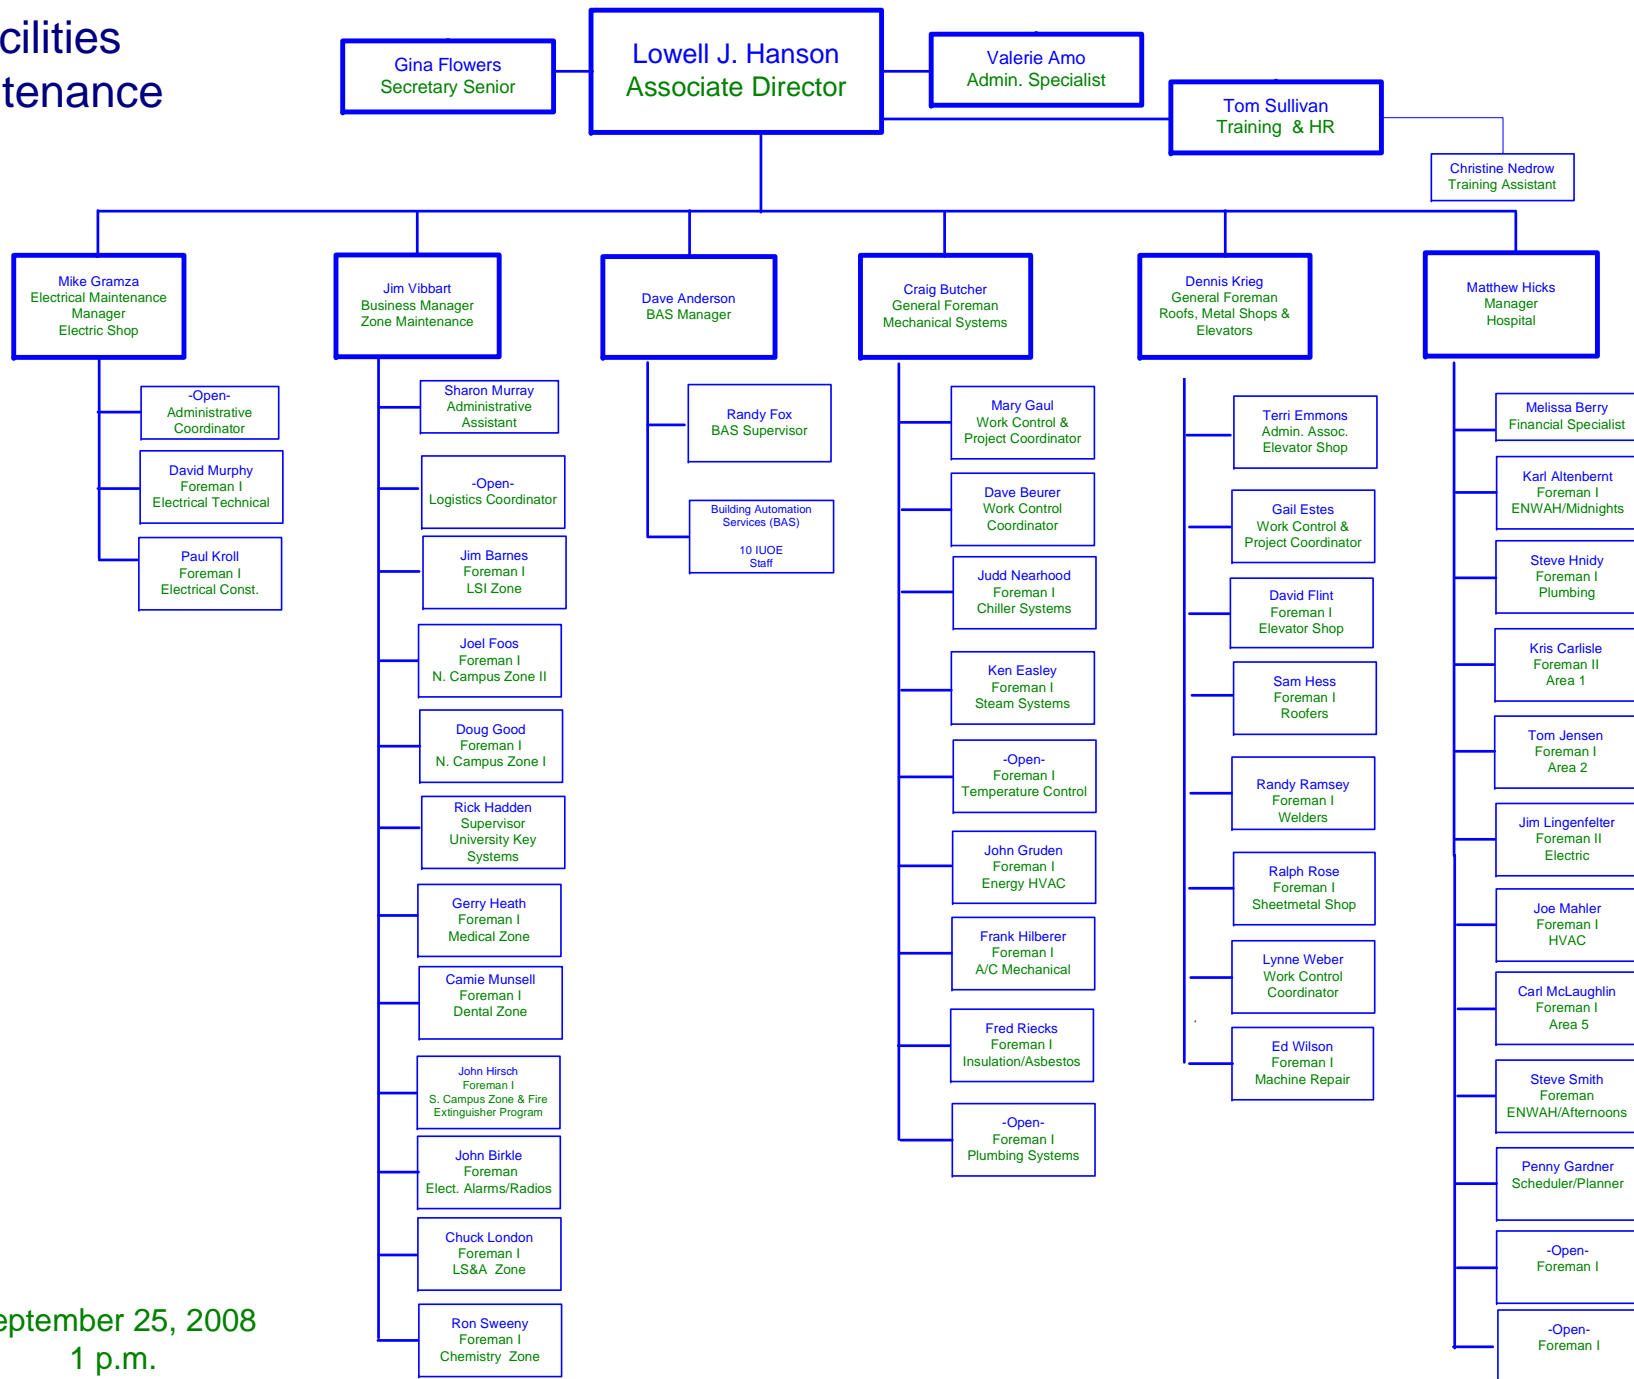 cilities
tenance
Gina Flowers
Secretary Senior
Lowell J. Hanson
Associate Director
Valerie Amo
Admin. Specialist
Tom Sullivan
Training & HR
Christine Nedrow
Training Assistant
Mike Gramza
Electrical Maintenance
Manager
Electric Shop
Jim Vibbart
Business Manager
Zone Maintenance
Dave Anderson
BAS Manager
Craig Butcher
General Foreman
Mechanical Systems
Dennis Krieg
General Foreman
Roofs, Metal Shops &
Elevators
Matthew Hicks
Manager
Hospital
-Open-
Administrative
Coordinator
David Murphy
Foreman I
Electrical Technical
Paul Kroll
Foreman I
Electrical Const.
Sharon Murray
Administrative
Assistant
-Open-
Logistics Coordinator
Jim Barnes
Foreman I
LSI Zone
Joel Foos
Foreman I
N. Campus Zone II
Doug Good
Foreman I
N. Campus Zone I
Rick Hadden
Supervisor
University Key
Systems
Gerry Heath
Foreman I
Medical Zone
Camie Munsell
Foreman I
Dental Zone
John Hirsch
Foreman I
S. Campus Zone & Fire
Extinguisher Program
John Birkle
Foreman
Elect. Alarms/Radios
Chuck London
Foreman I
LS&A Zone
Ron Sweeny
Foreman I
Chemistry Zone
Randy Fox
BAS Supervisor
Building Automation
Services (BAS)
10 IUOE
Staff
Mary Gaul
Work Control &
Project Coordinator
Dave Beurer
Work Control
Coordinator
Judd Nearhood
Foreman I
Chiller Systems
Ken Easley
Foreman I
Steam Systems
-Open-
Foreman I
Temperature Control
John Gruden
Foreman I
Energy HVAC
Frank Hilberer
Foreman I
A/C Mechanical
Fred Riecks
Foreman I
Insulation/Asbestos
-Open-
Foreman I
Plumbing Systems
Terri Emmons
Admin. Assoc.
Elevator Shop
Gail Estes
Work Control &
Project Coordinator
David Flint
Foreman I
Elevator Shop
Sam Hess
Foreman I
Roofers
Randy Ramsey
Foreman I
Welders
Ralph Rose
Foreman I
Sheetmetal Shop
Lynne Weber
Work Control
Coordinator
Ed Wilson
Foreman I
Machine Repair
Melissa Berry
Financial Specialist
Karl Altenbernt
Foreman I
ENWAH/Midnights
Steve Hnidy
Foreman I
Plumbing
Kris Carlisle
Foreman II
Area 1
Tom Jensen
Foreman I
Area 2
Jim Lingenfelter
Foreman II
Electric
Joe Mahler
Foreman I
HVAC
Carl McLaughlin
Foreman I
Area 5
Steve Smith
Foreman
ENWAH/Afternoons
Penny Gardner
Scheduler/Planner
-Open-
Foreman I
-Open-
Foreman I
eptember 25, 2008
1 p.m.